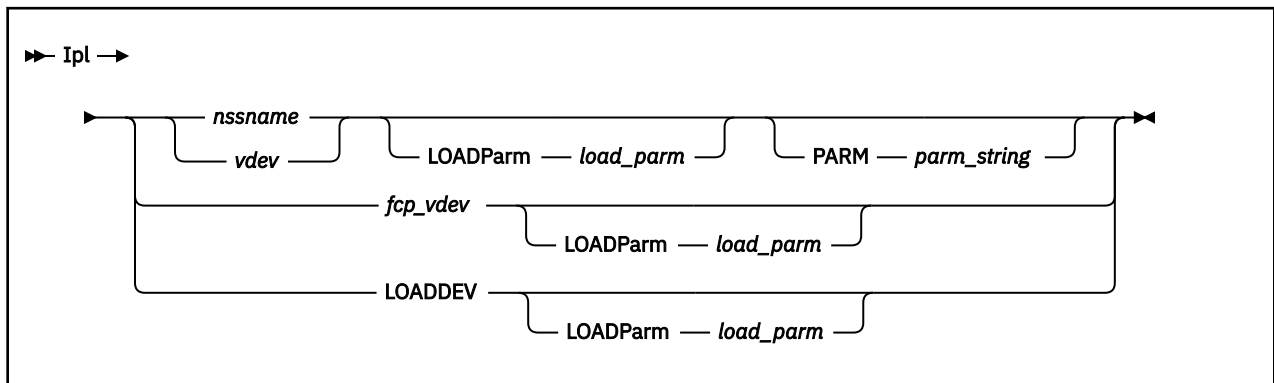 Ipl
nssname
vdev
LOADParm load_parm
PARM parm_string
fcp_vdev
LOADParm load_parm
LOADDEV
LOADParm load_parm